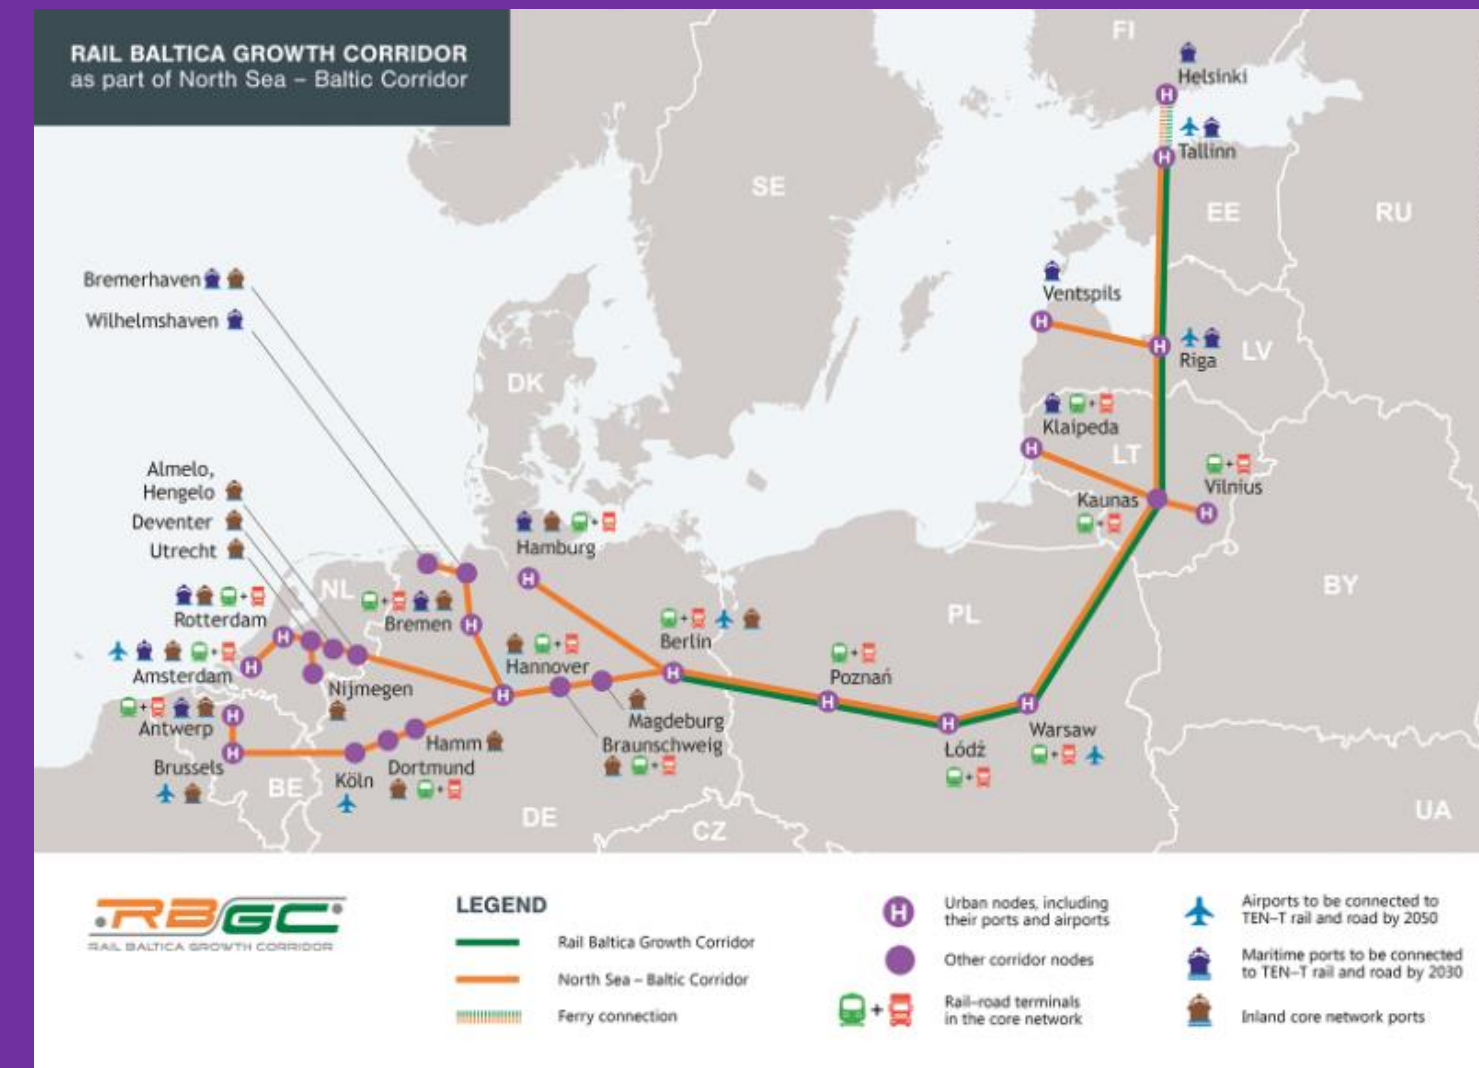 RAIL BALTICA GROWTH CORRIDOR
as part of North Sea – Baltic Corridor
FI
Helsinki
Tallinn
SE
EE
RU
Bremerhaven
Wilhelmshaven
Ventspils
Riga
LV
DK
Klaipeda
LT
Vilnius
Kaunas
Almelo,
Hengelo
Deventer
Utrecht
Hamburg
NL
Rotterdam
Bremen
BY
PL
Berlin
Hannover
Poznań
Amsterdam
Nijmegen
Antwerp
Magdeburg
Warsaw
Hamm
Braunschweig
Łódź
Brussels
Dortmund
Köln
BE
DE
CZ
UA
RBGC
RAIL BALTICA GROWTH CORRIDOR
LEGEND
Rail Baltica Growth Corridor
North Sea – Baltic Corridor
Ferry connection
H
Urban nodes, including
their ports and airports
Other corridor nodes
+
Rail–road terminals
in the core network
Airports to be connected to
TEN–T rail and road by 2050
Maritime ports to be connected
to TEN–T rail and road by 2030
Inland core network ports